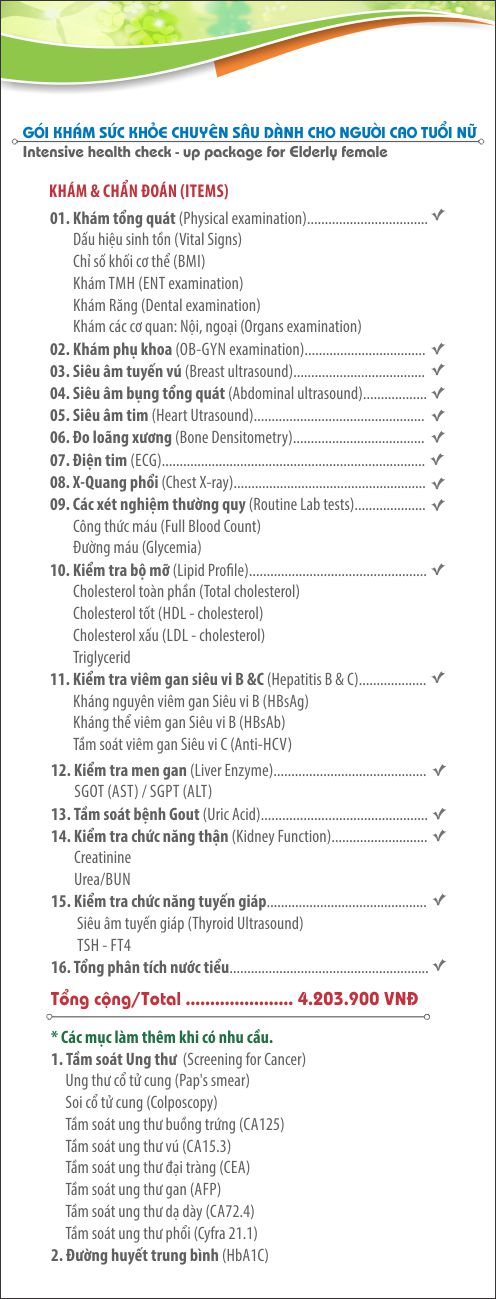 GÓI KHÁM SỨC KHỎE CHUYÊN SÂU DÀNH CHO NGƯỜI CAO TUỔI NỮ
Intensive health check - up package for Elderly female
KHÁM & CHẨN ĐOÁN (ITEMS)
01. Khám tổng quát (Physical examination).................................. √
Dấu hiệu sinh tồn (Vital Signs)
Chỉ số khối cơ thể (BMI)
Khám TMH (ENT examination)
Khám Răng (Dental examination)
Khám các cơ quan: Nội, ngoại (Organs examination)
02. Khám phụ khoa (OB-GYN examination).................................. √
03. Siêu âm tuyến vú (Breast ultrasound)..................................... √
04. Siêu âm bụng tổng quát (Abdominal ultrasound).................. √
05. Siêu âm tim (Heart Utrasound)................................................ √
06. Đo loãng xương (Bone Densitometry)..................................... √
07. Điện tim (ECG).......................................................................... √
08. X-Quang phổi (Chest X-ray)...................................................... √
09. Các xét nghiệm thường quy (Routine Lab tests).................... √
Công thức máu (Full Blood Count)
Đường máu (Glycemia)
10. Kiểm tra bộ mỡ (Lipid Profile).................................................. √
Cholesterol toàn phần (Total cholesterol)
Cholesterol tốt (HDL - cholesterol)
Cholesterol xấu (LDL - cholesterol)
Triglycerid
11. Kiểm tra viêm gan siêu vi B &C (Hepatitis B & C)................... √
Kháng nguyên viêm gan Siêu vi B (HBsAg)
Kháng thể viêm gan Siêu vi B (HBsAb)
Tầm soát viêm gan Siêu vi C (Anti-HCV)
12. Kiểm tra men gan (Liver Enzyme)........................................... √
SGOT (AST) / SGPT (ALT)
13. Tầm soát bệnh Gout (Uric Acid)............................................... √
14. Kiểm tra chức năng thận (Kidney Function)........................... √
Creatinine
Urea/BUN
15. Kiểm tra chức năng tuyến giáp............................................. √
Siêu âm tuyến giáp (Thyroid Ultrasound)
TSH - FT4
16. Tổng phân tích nước tiểu........................................................ √
Tổng cộng/Total ...................... 4.203.900 VNĐ
* Các mục làm thêm khi có nhu cầu.
1. Tầm soát Ung thư (Screening for Cancer)
Ung thư cổ tử cung (Pap's smear)
Soi cổ tử cung (Colposcopy)
Tầm soát ung thư buồng trứng (CA125)
Tầm soát ung thư vú (CA15.3)
Tầm soát ung thư đại tràng (CEA)
Tầm soát ung thư gan (AFP)
Tầm soát ung thư dạ dày (CA72.4)
Tầm soát ung thư phổi (Cyfra 21.1)
2. Đường huyết trung bình (HbA1C)